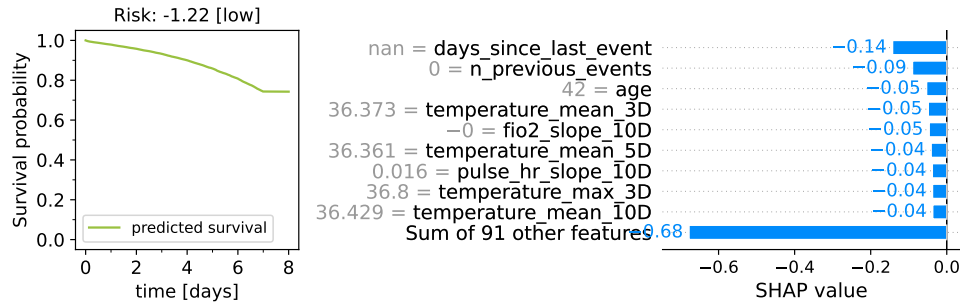 Risk: -1.22 [low]
Survival probability
1.0
0.8
0.6
0.4
0.2
0.0
predicted survival
0 2 4 6 8
time [days]
nan = days_since_last_event −0.14
0 = n_previous_events −0.09
42 = age −0.05
36.373 = temperature_mean_3D −0.05
−0 = fio2_slope_10D −0.05
36.361 = temperature_mean_5D −0.04
0.016 = pulse_hr_slope_10D −0.04
36.8 = temperature_max_3D −0.04
36.429 = temperature_mean_10D −0.04
Sum of 91 other features −0.68
−0.6 −0.4 −0.2 0.0
SHAP value